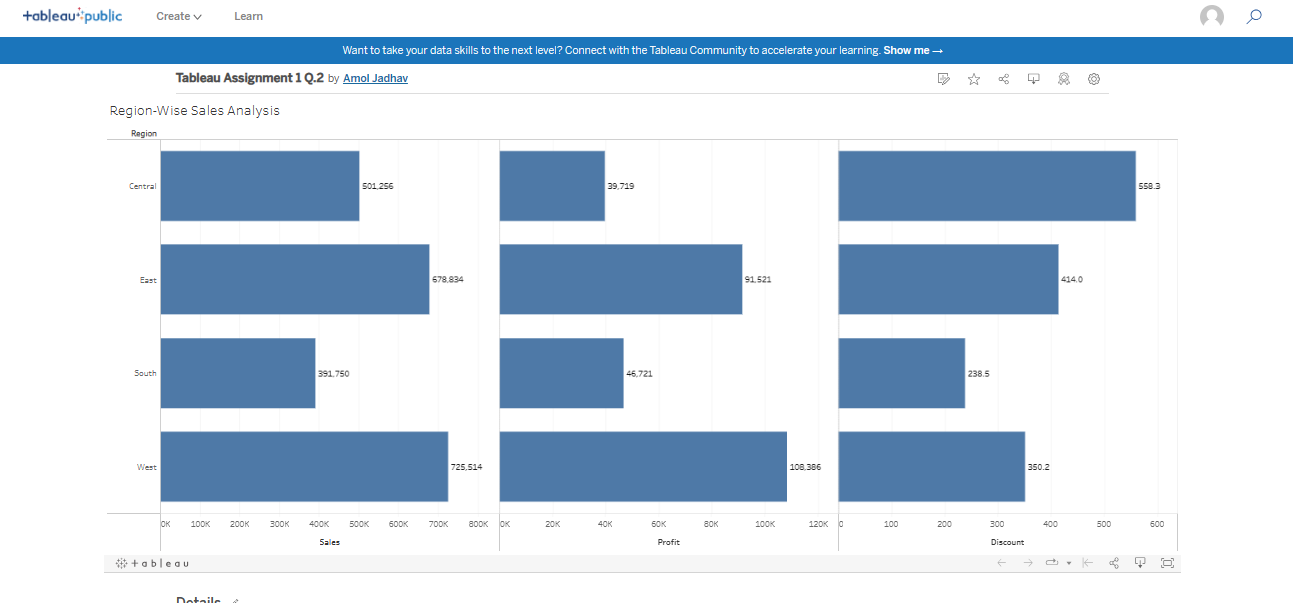 +ableau public Create Learn
Want to take your data skills to the next level? Connect with the Tableau Community to accelerate your learning. Show me →
Tableau Assignment 1 Q.2 by Amol Jadhav
Region-Wise Sales Analysis
Region
Central 501,256 39,719 558.3
East 678,834 91,521 414.0
South 391,750 46,721 238.5
West 725,514 108,386 350.2
0K 100K 200K 300K 400K 500K 600K 700K 800K 0K 20K 40K 60K 80K 100K 120K 0 100 200 300 400 500 600
Sales Profit Discount
+ableau
Details